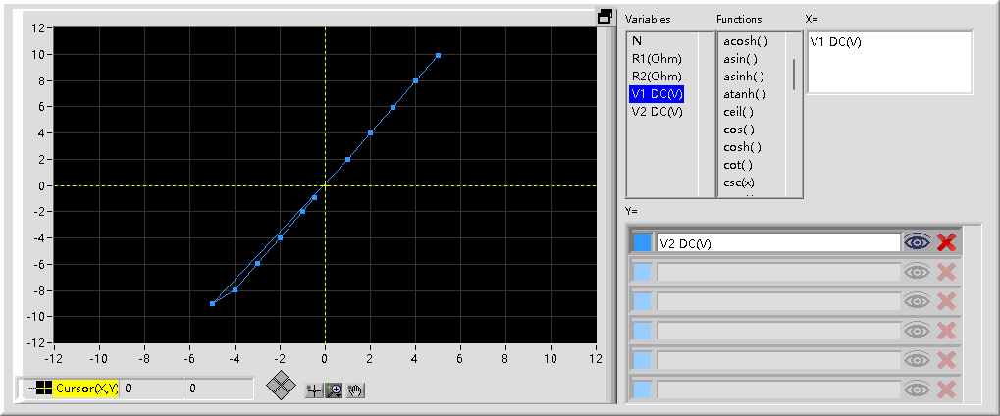 Variables Functions X=
N acosh( ) V1 DC(V)
R1(Ohm) asin( )
R2(Ohm) asinh( )
V1 DC(V) atanh( )
V2 DC(V) ceil( )
cos( )
cosh( )
cot( )
csc(x)
Y=
V2 DC(V)
12
10
8
6
4
2
0
-2
-4
-6
-8
-10
-12
-12 -10 -8 -6 -4 -2 0 2 4 6 8 10 12
Cursor(X,Y) 0 0